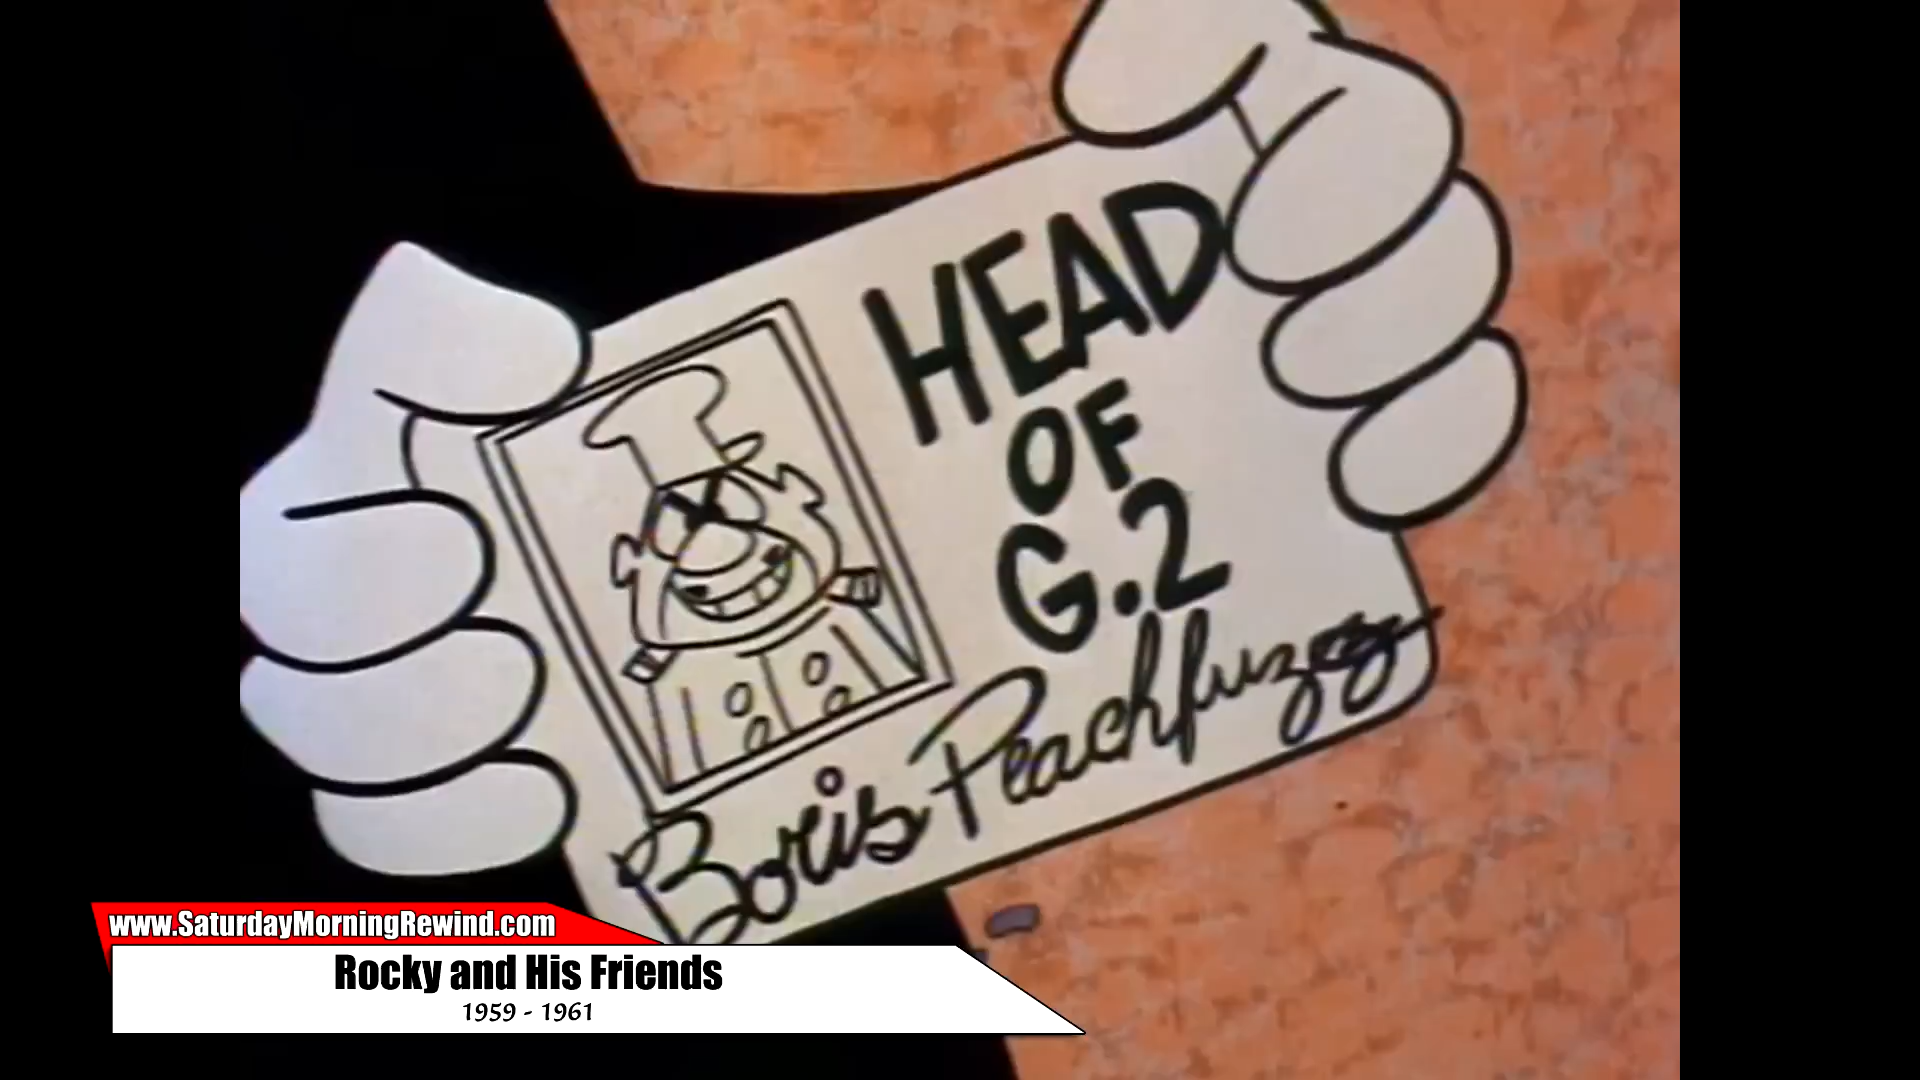 HEAD
OF
G.2
Boris Peachfuzz
www.SaturdayMorningRewind.com
Rocky and His Friends
1959 - 1961